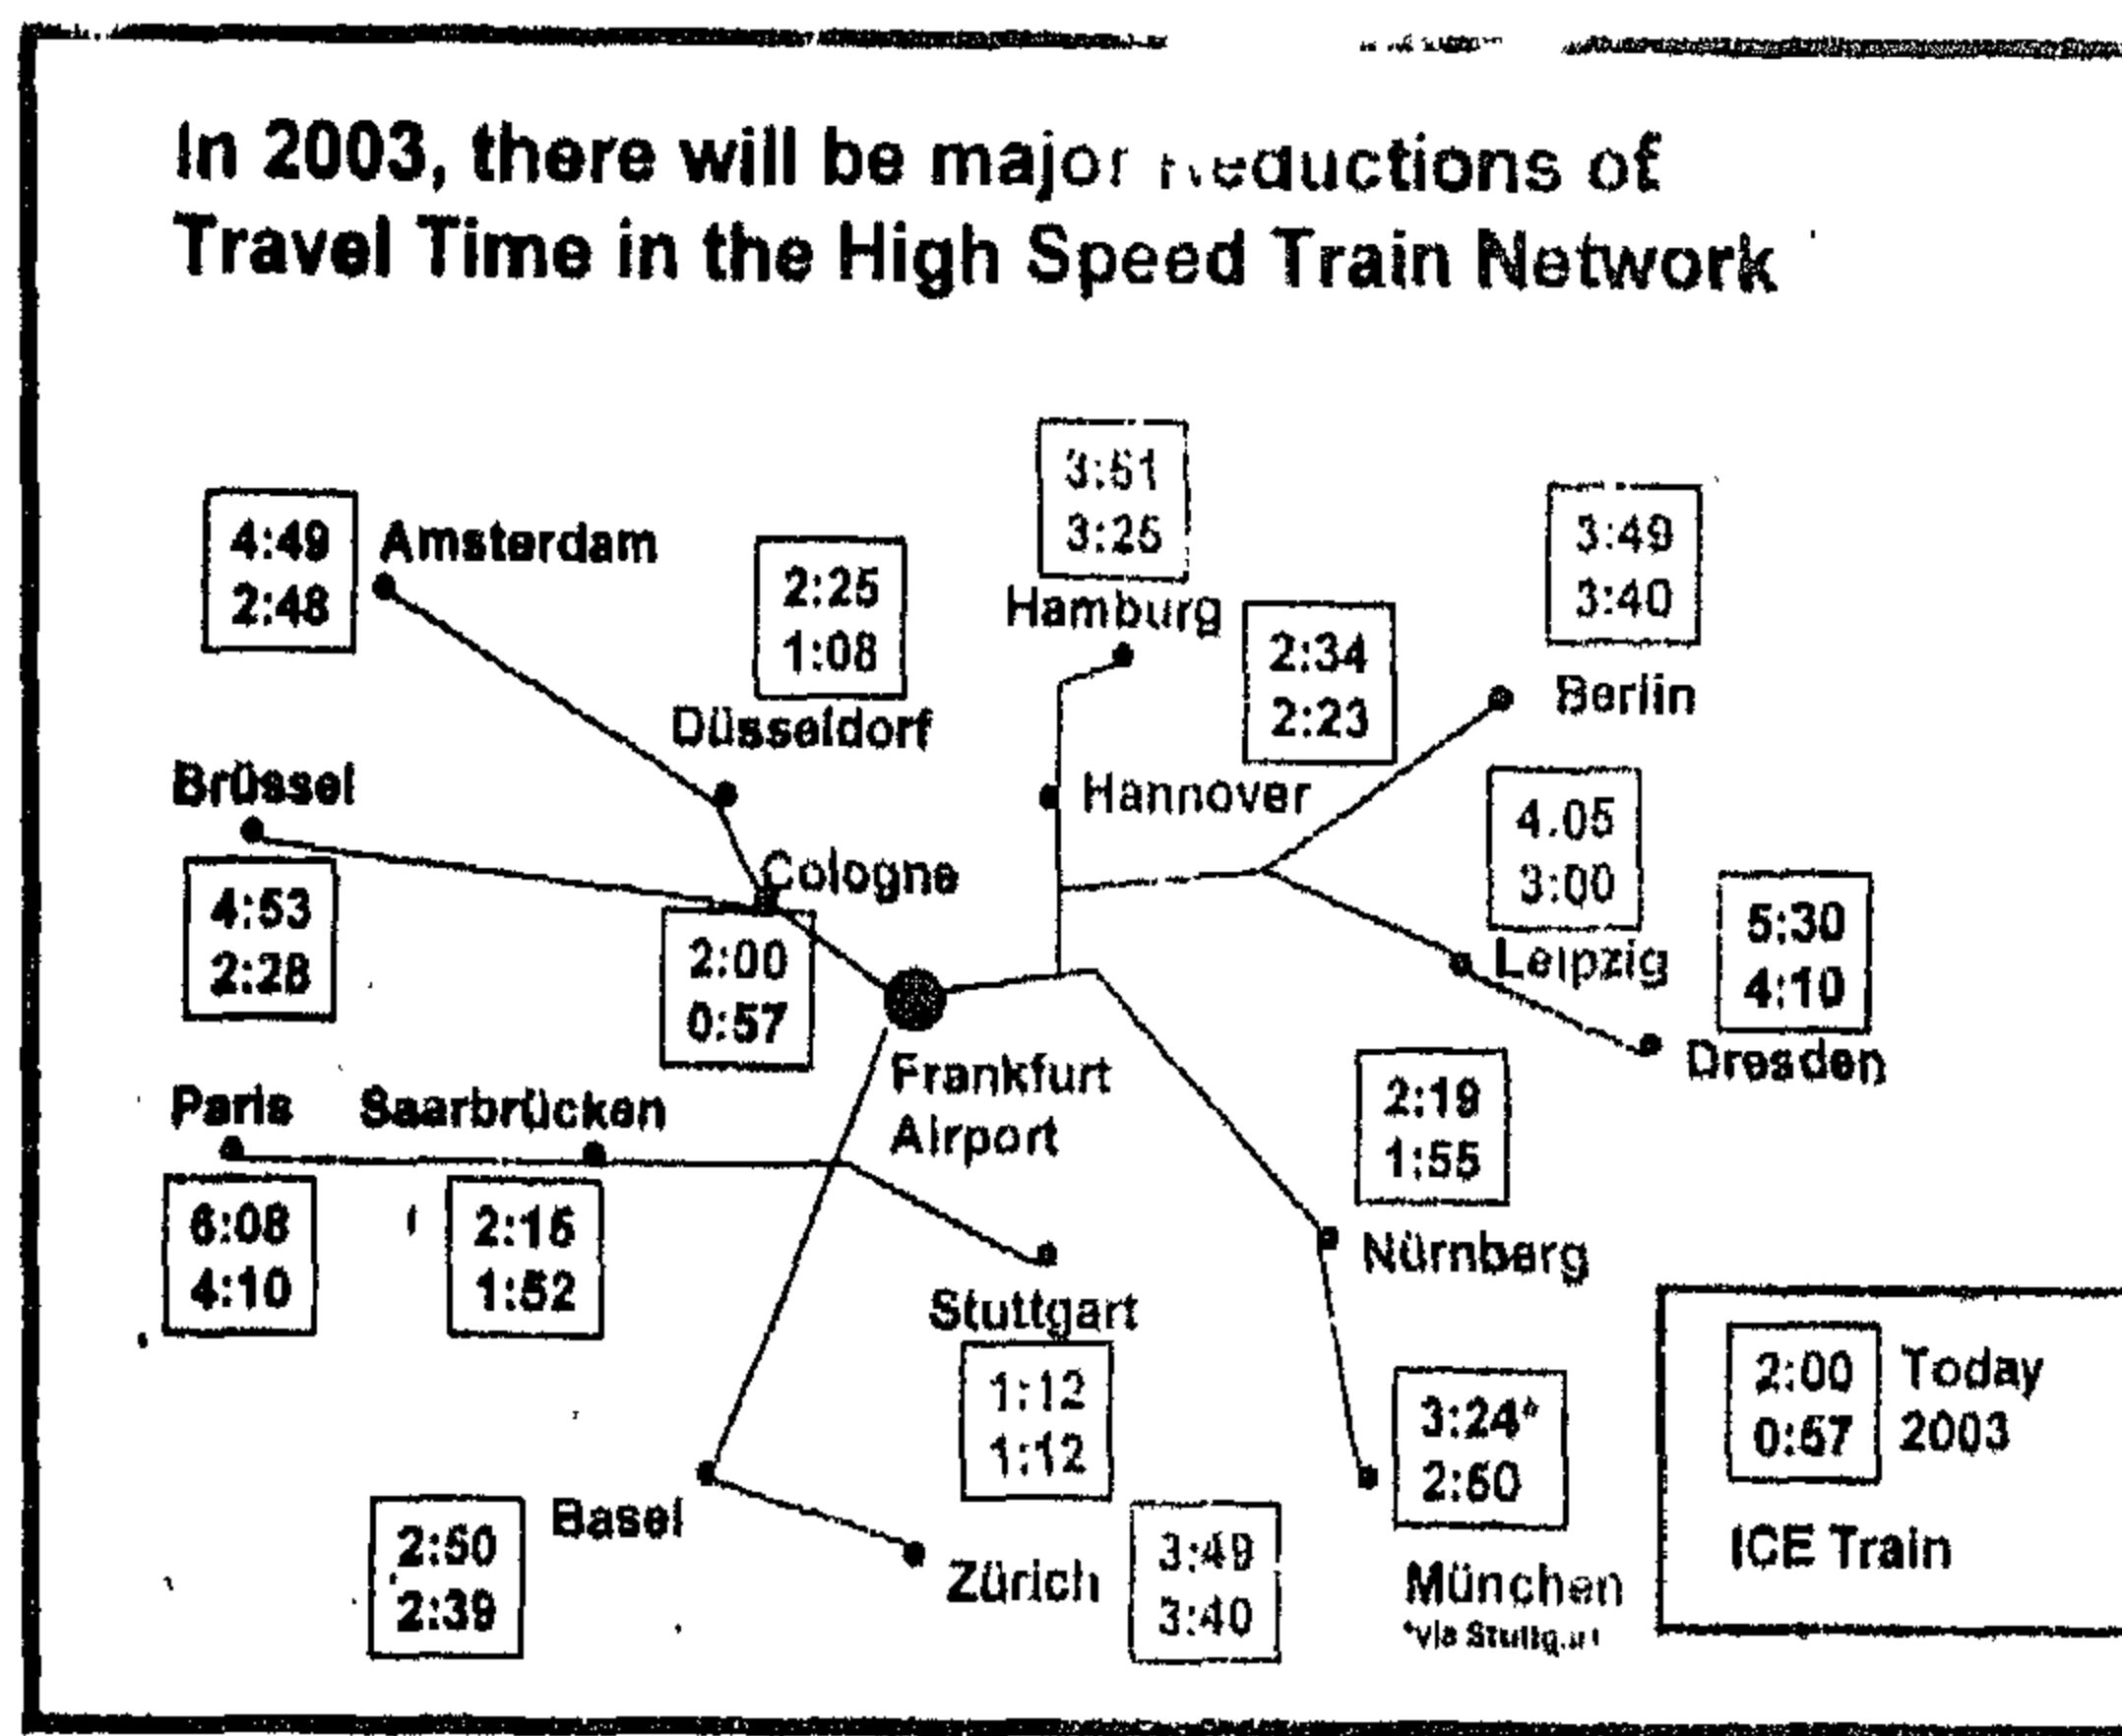 In 2003, there will be major Reductions of
Travel Time in the High Speed Train Network
3:51
3:25
Hamburg
4:49
2:48
Amsterdam
2:25
1:08
Düsseldorf
3:49
3:40
Berlin
2:34
2:23
Hannover
Brüssel
4:53
2:28
Cologne
2:00
0:57
4.05
3:00
Leipzig
5:30
4:10
Dresden
Frankfurt
Airport
Paris
6:08
4:10
Saarbrücken
2:15
1:52
2:19
1:55
Nürnberg
Stuttgart
1:12
1:12
3:24*
2:50
München
*via Stuttgart
2:50
2:39
Basel
Zürich
3:49
3:40
2:00 Today
0:57 2003
ICE Train